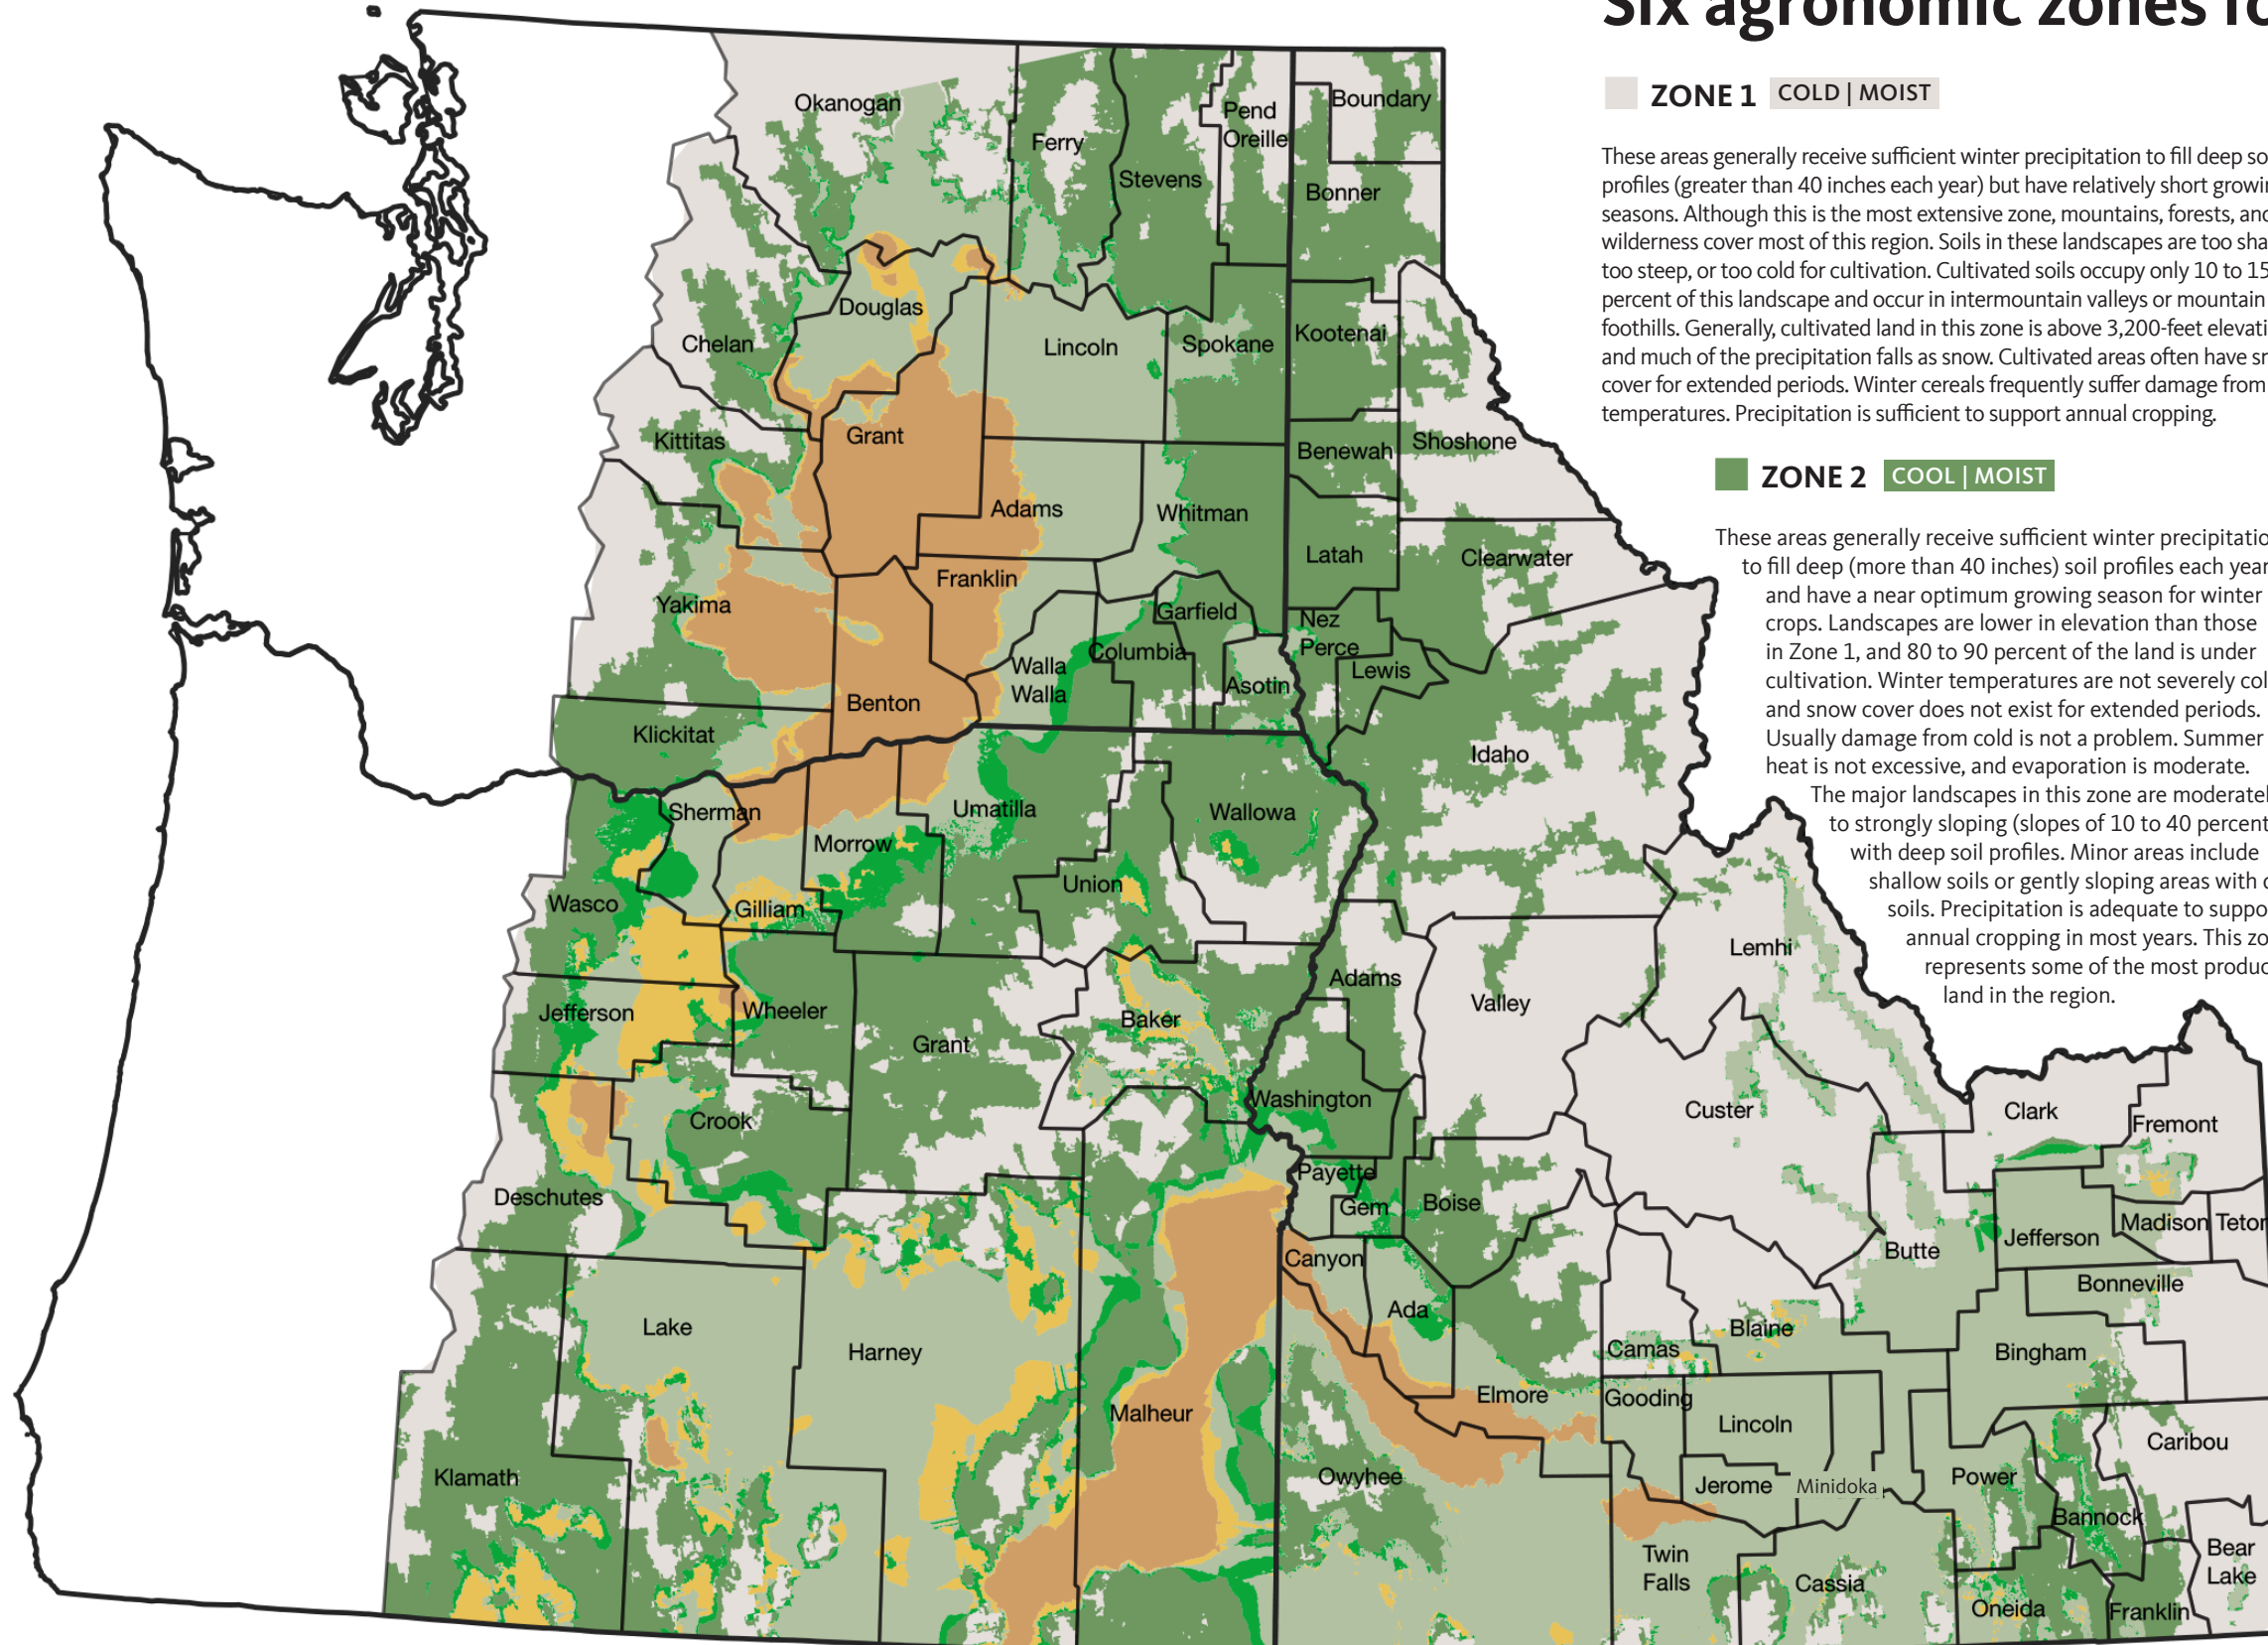 Six agronomic zones fo
ZONE 1 COLD | MOIST
These areas generally receive sufficient winter precipitation to fill deep so
profiles (greater than 40 inches each year) but have relatively short growin
seasons. Although this is the most extensive zone, mountains, forests, and
wilderness cover most of this region. Soils in these landscapes are too sha
too steep, or too cold for cultivation. Cultivated soils occupy only 10 to 15
percent of this landscape and occur in intermountain valleys or mountain
foothills. Generally, cultivated land in this zone is above 3,200-feet elevati
and much of the precipitation falls as snow. Cultivated areas often have sn
cover for extended periods. Winter cereals frequently suffer damage from
temperatures. Precipitation is sufficient to support annual cropping.
ZONE 2 COOL | MOIST
These areas generally receive sufficient winter precipitatio
to fill deep (more than 40 inches) soil profiles each year
and have a near optimum growing season for winter
crops. Landscapes are lower in elevation than those
in Zone 1, and 80 to 90 percent of the land is under
cultivation. Winter temperatures are not severely col
and snow cover does not exist for extended periods.
Usually damage from cold is not a problem. Summer
heat is not excessive, and evaporation is moderate.
The major landscapes in this zone are moderatel
to strongly sloping (slopes of 10 to 40 percent
with deep soil profiles. Minor areas include
shallow soils or gently sloping areas with d
soils. Precipitation is adequate to suppo
annual cropping in most years. This zo
represents some of the most produc
land in the region.
Okanogan
Ferry
Stevens
Pend
Oreille
Boundary
Bonner
Douglas
Chelan
Lincoln
Spokane
Kootenai
Kittitas
Grant
Benewah
Shoshone
Adams
Whitman
Latah
Clearwater
Yakima
Franklin
Garfield
Nez
Perce
Columbia
Walla
Walla
Asotin
Lewis
Benton
Klickitat
Idaho
Sherman
Umatilla
Wallowa
Morrow
Union
Wasco
Gilliam
Lemhi
Adams
Valley
Jefferson
Wheeler
Baker
Grant
Washington
Crook
Custer
Clark
Fremont
Payette
Deschutes
Gem
Boise
Jefferson
Madison
Teton
Butte
Canyon
Bonneville
Ada
Lake
Harney
Blaine
Camas
Bingham
Malheur
Elmore
Gooding
Lincoln
Caribou
Klamath
Owyhee
Jerome
Minidoka
Power
Bannock
Twin
Falls
Cassia
Bear
Lake
Oneida
Franklin